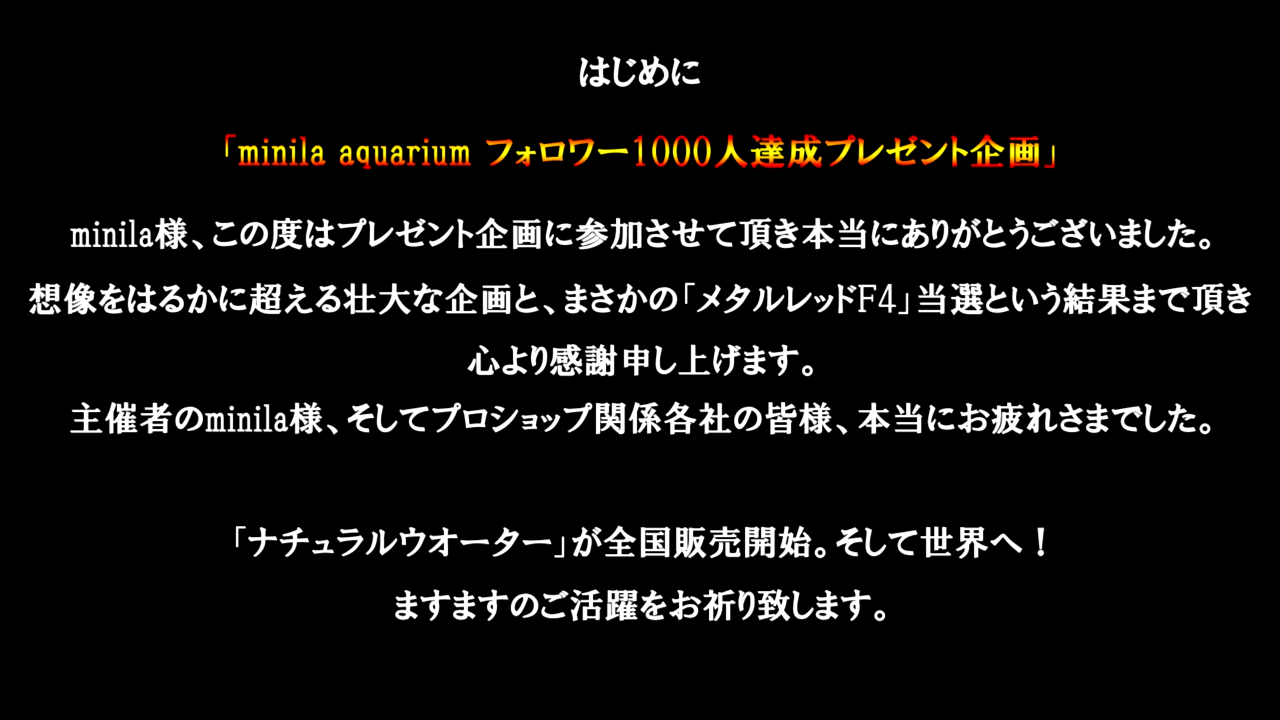 はじめに
「minila aquarium フォロワー1000人達成プレゼント企画」
minila様、この度はプレゼント企画に参加させて頂き本当にありがとうございました。
想像をはるかに超える壮大な企画と、まさかの「メタルレッドF4」当選という結果まで頂き
心より感謝申し上げます。
主催者のminila様、そしてプロショップ関係各社の皆様、本当にお疲れさまでした。
「ナチュラルウオーター」が全国販売開始。そして世界へ！
ますますのご活躍をお祈り致します。